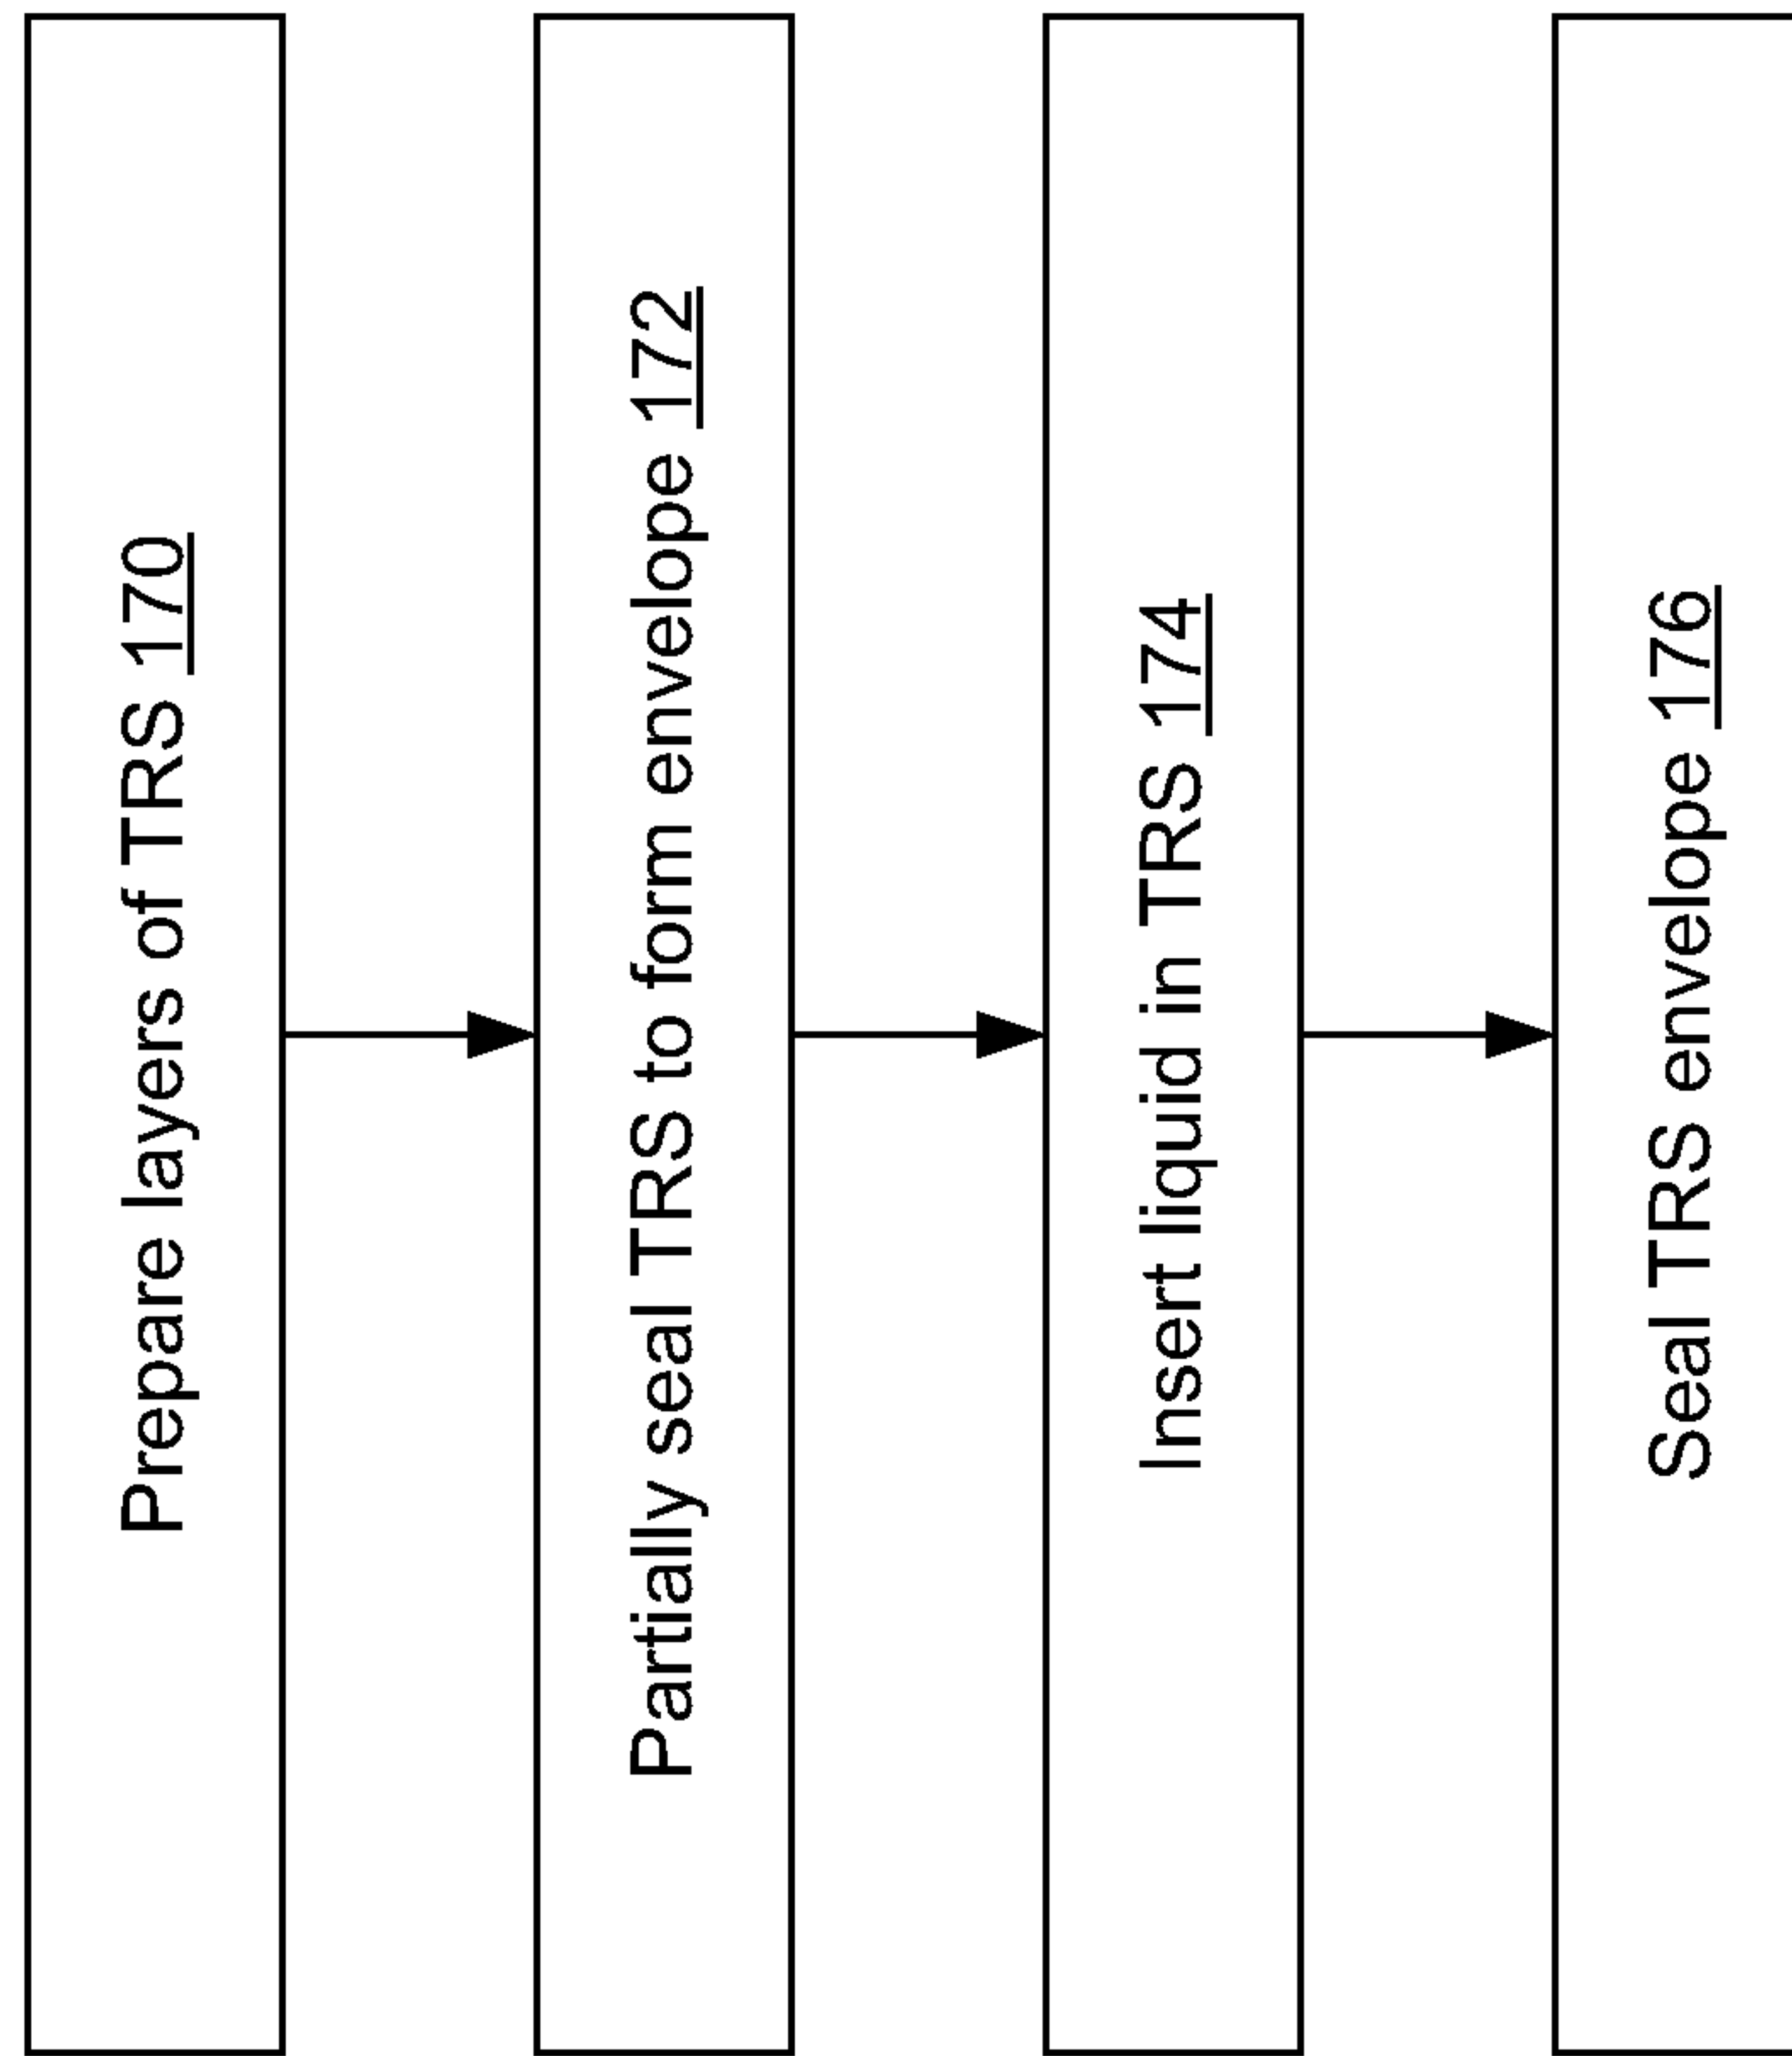 Prepare layers of TRS 170
Partially seal TRS to form envelope 172
Insert liquid in TRS 174
Seal TRS envelope 176